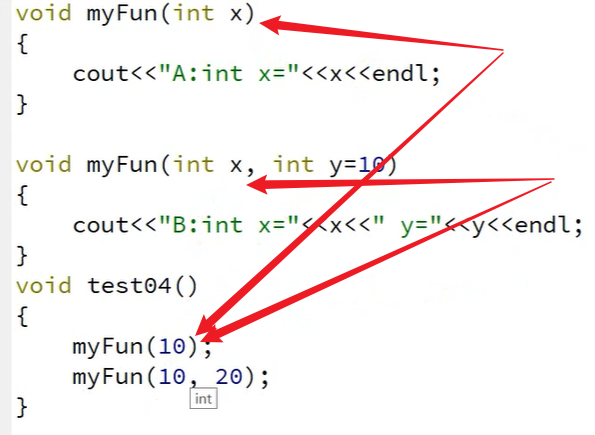 void myFun(int x)
{
    cout<<"A:int x="<<x<<endl;
}
void myFun(int x, int y=10)
{
    cout<<"B:int x="<<x<<" y="<<y<<endl;
}
void test04()
{
    myFun(10);
    myFun(10, 20);
int
}